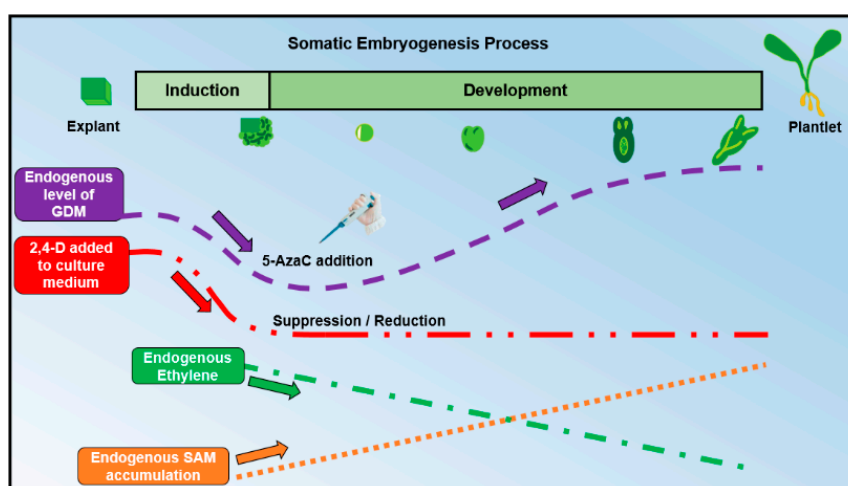 Somatic Embryogenesis Process
Induction
Development
Explant
Plantlet
Endogenous
level of
GDM
5-AzaC addition
2,4-D added
to culture
medium
Suppression / Reduction
Endogenous
Ethylene
Endogenous SAM
accumulation